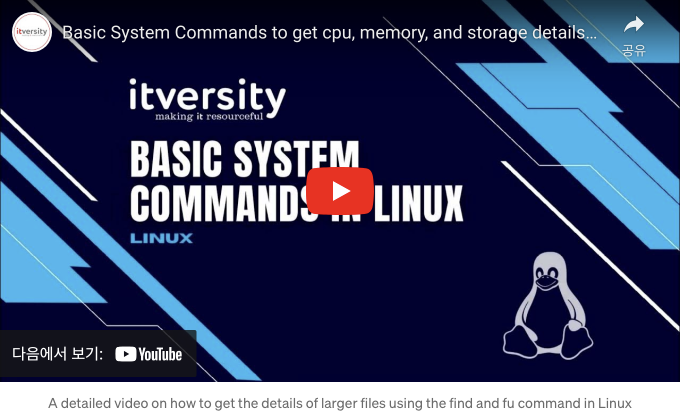 itversity
Basic System Commands to get cpu, memory, and storage details...
공유
itversity
making it resourceful
BASIC SYSTEM
COMMANDS IN LINUX
LINUX
다음에서 보기: YouTube
A detailed video on how to get the details of larger files using the find and fu command in Linux